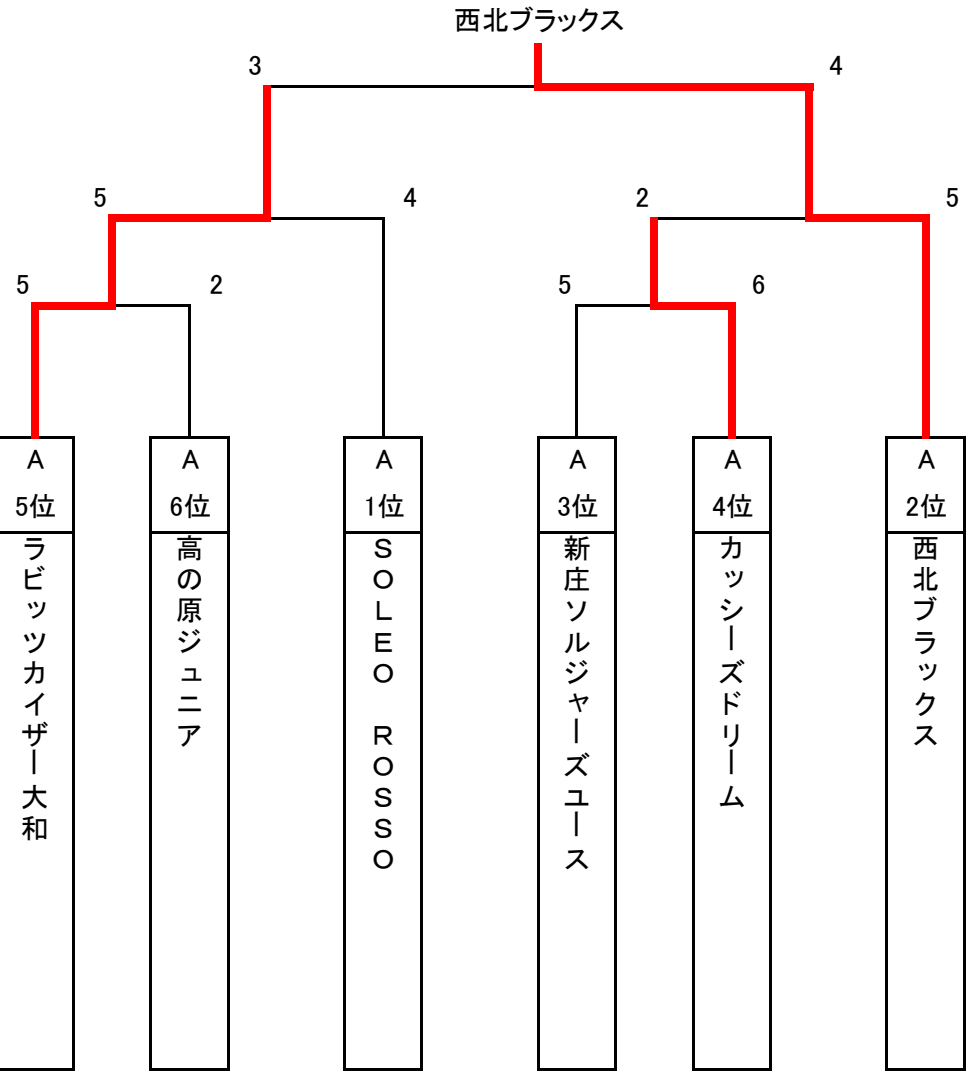 西北ブラックス
3
4
5
4
2
5
5
2
5
6
A
5位
ラビッツカイザー大和
A
6位
高の原ジュニア
A
1位
ＳＯＬＥＯ　ＲＯＳＳＯ
A
3位
新庄ソルジャーズユース
A
4位
カッシーズドリーム
A
2位
西北ブラックス